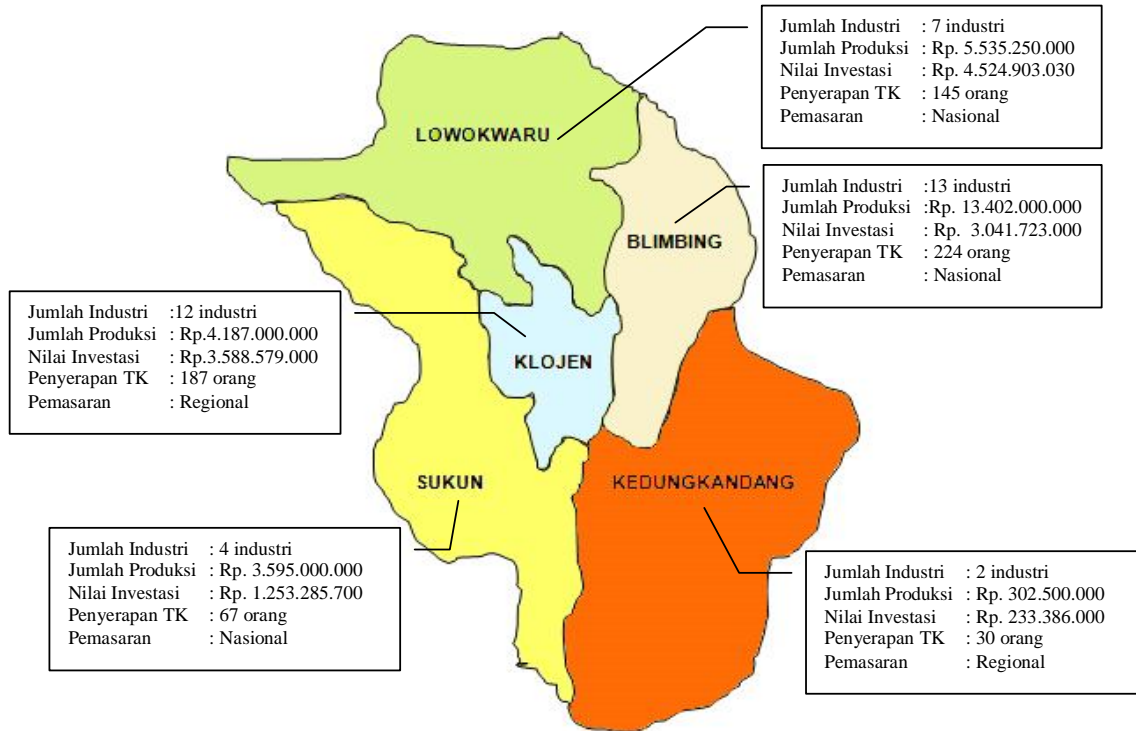 Jumlah Industri : 7 industri
Jumlah Produksi : Rp. 5.535.250.000
Nilai Investasi : Rp. 4.524.903.030
Penyerapan TK : 145 orang
Pemasaran : Nasional
LOWOKWARU
Jumlah Industri :13 industri
Jumlah Produksi :Rp. 13.402.000.000
Nilai Investasi : Rp. 3.041.723.000
Penyerapan TK : 224 orang
Pemasaran : Nasional
BLIMBING
Jumlah Industri :12 industri
Jumlah Produksi : Rp.4.187.000.000
Nilai Investasi : Rp.3.588.579.000
Penyerapan TK : 187 orang
Pemasaran : Regional
KLOJEN
SUKUN
KEDUNGKANDANG
Jumlah Industri : 4 industri
Jumlah Produksi : Rp. 3.595.000.000
Nilai Investasi : Rp. 1.253.285.700
Penyerapan TK : 67 orang
Pemasaran : Nasional
Jumlah Industri : 2 industri
Jumlah Produksi : Rp. 302.500.000
Nilai Investasi : Rp. 233.386.000
Penyerapan TK : 30 orang
Pemasaran : Regional